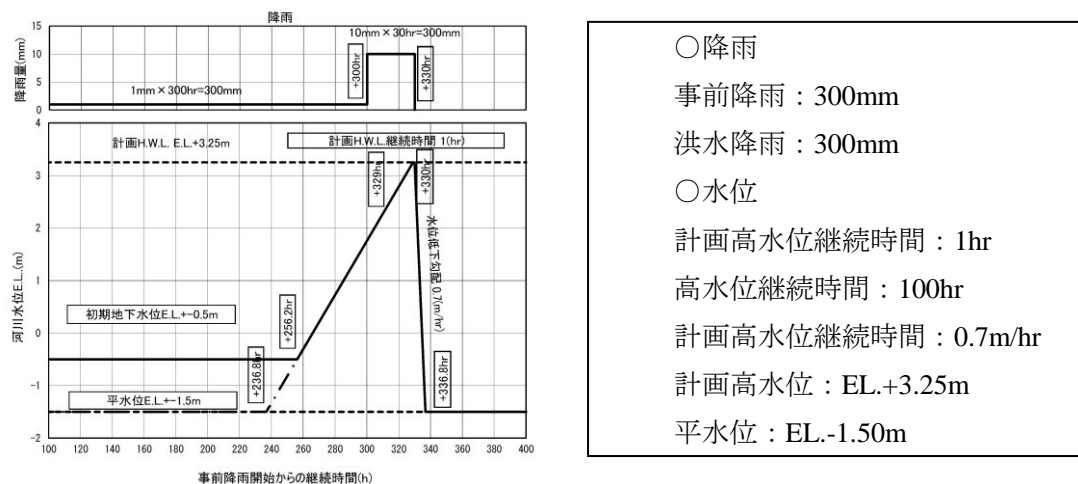 降雨
降雨量(mm)
15
10
5
0
1mm×300hr=300mm
10mm×30hr=300mm
+300hr
+330hr
河川水位E.L.(m)
4
3
2
1
0
-1
-2
計画H.W.L. E.L.+3.25m
計画H.W.L.継続時間 1(hr)
+329hr
+330hr
水位低下勾配 0.7(m/hr)
初期地下水位E.L.+-0.5m
+256.2hr
+236.8hr
平水位E.L.+-1.5m
+336.8hr
100 120 140 160 180 200 220 240 260 280 300 320 340 360 380 400
事前降雨開始からの継続時間(h)
○降雨
事前降雨：300mm
洪水降雨：300mm
○水位
計画高水位継続時間：1hr
高水位継続時間：100hr
計画高水位継続時間：0.7m/hr
計画高水位：EL.+3.25m
平水位：EL.-1.50m